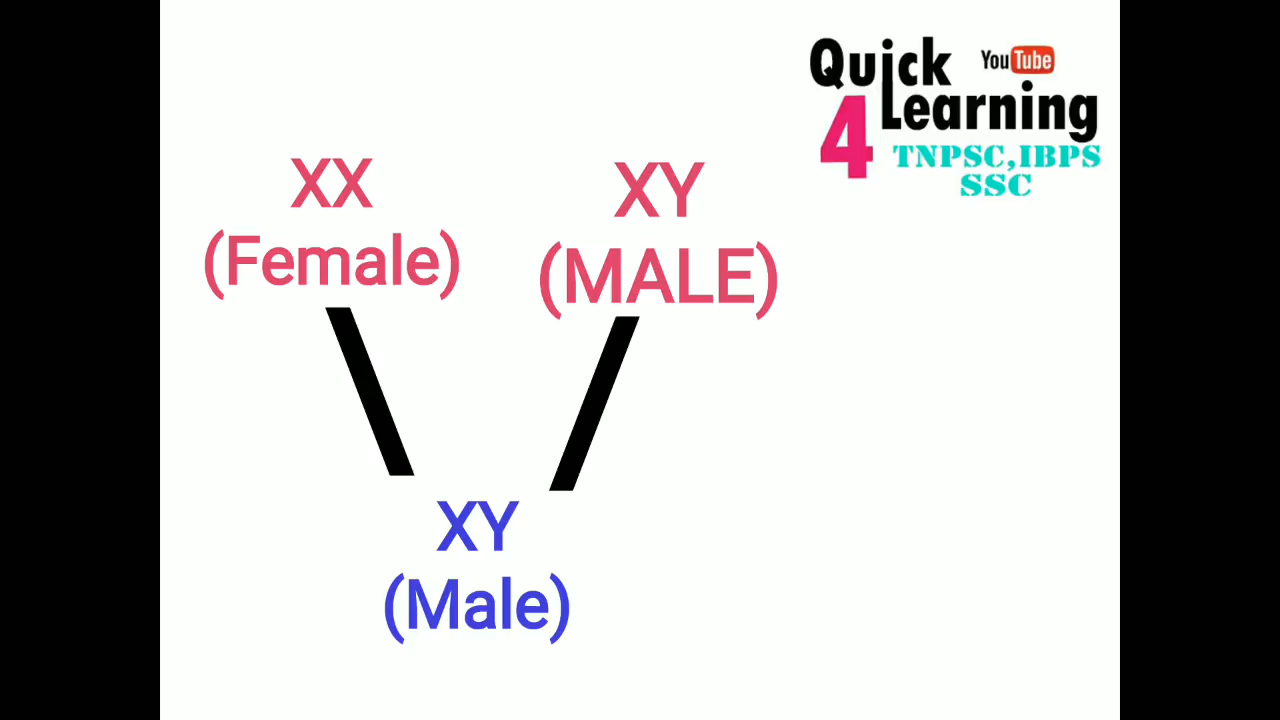 Quick YouTube
4 Learning
TNPSC,IBPS
SSC
XX
(Female)
XY
(MALE)
XY
(Male)